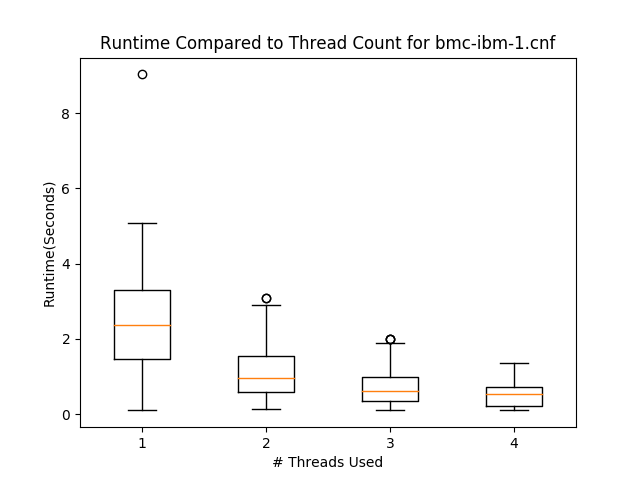 Runtime Compared to Thread Count for bmc-ibm-1.cnf
Runtime(Seconds)
8
6
4
2
0
1 2 3 4
# Threads Used